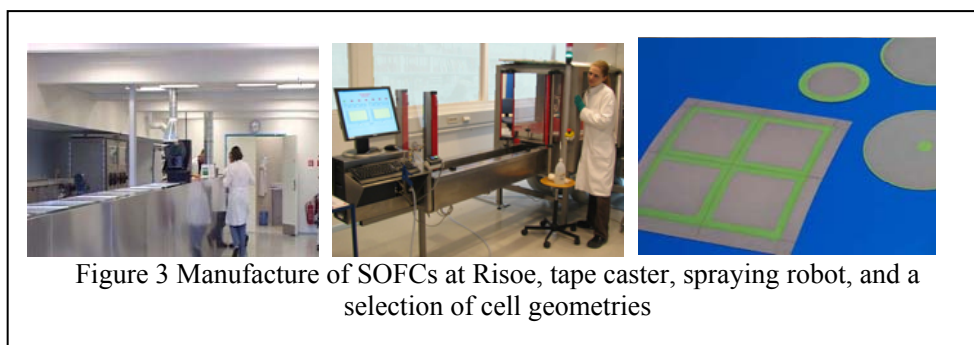 Figure 3 Manufacture of SOFCs at Risoe, tape caster, spraying robot, and a
selection of cell geometries